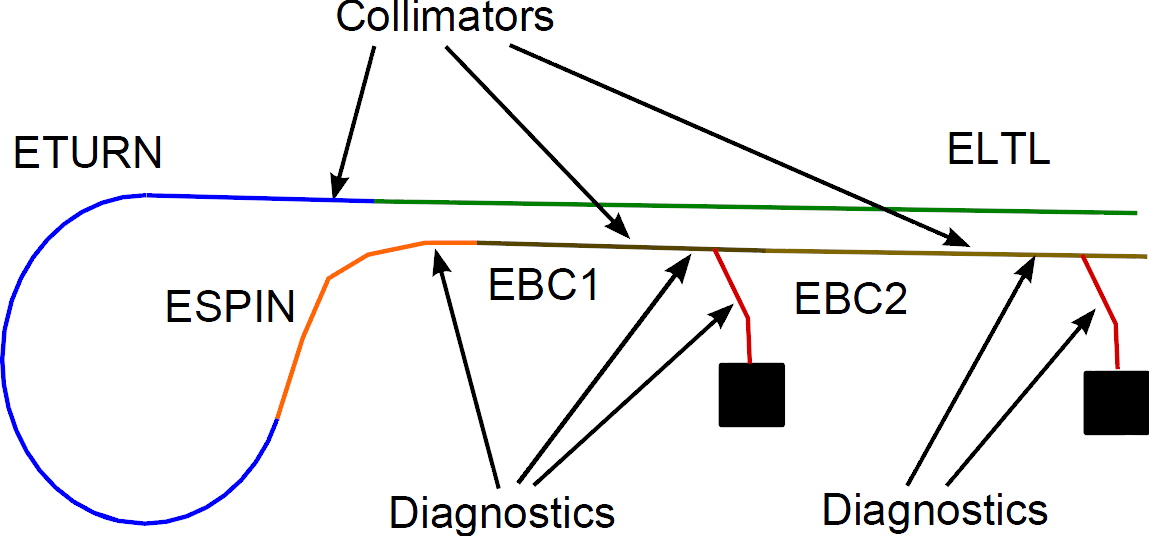 Collimators
ETURN
ELTL
ESPIN
EBC1
EBC2
Diagnostics
Diagnostics